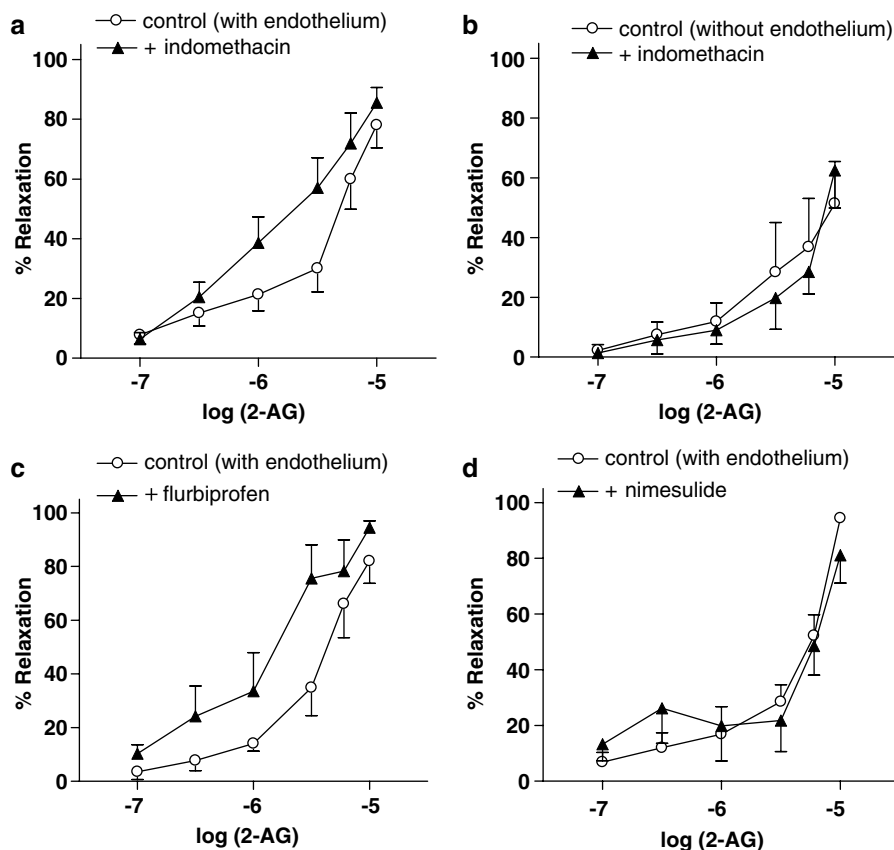 a
control (with endothelium)
+ indomethacin
100
80
60
40
20
0
% Relaxation
-7
-6
-5
log (2-AG)
b
control (without endothelium)
+ indomethacin
100
80
60
40
20
0
% Relaxation
-7
-6
-5
log (2-AG)
c
control (with endothelium)
+ flurbiprofen
100
80
60
40
20
0
% Relaxation
-7
-6
-5
log (2-AG)
d
control (with endothelium)
+ nimesulide
100
80
60
40
20
0
% Relaxation
-7
-6
-5
log (2-AG)